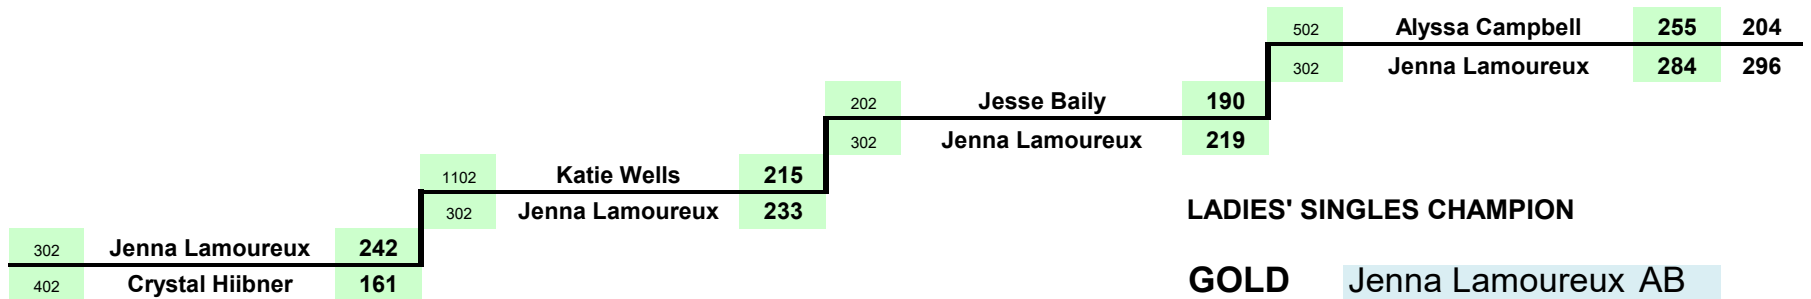 502 Alyssa Campbell 255 204
302 Jenna Lamoureux 284 296
202 Jesse Baily 190
302 Jenna Lamoureux 219
1102 Katie Wells 215
302 Jenna Lamoureux 233
LADIES' SINGLES CHAMPION
302 Jenna Lamoureux 242
402 Crystal Hiibner 161
GOLD Jenna Lamoureux AB